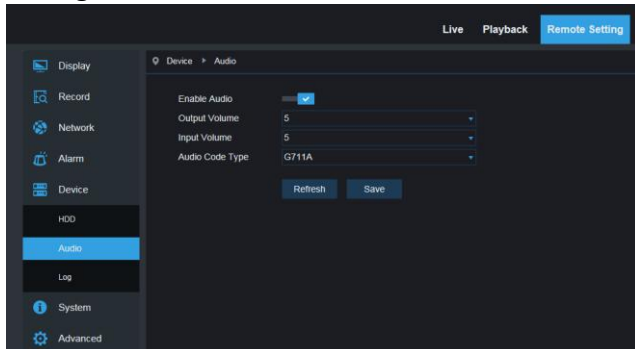 Live Playback Remote Setting
Device Audio
Display
Record
Network
Alarm
Device
HDD
Audio
Log
System
Advanced
Enable Audio
Output Volume 5
Input Volume 5
Audio Code Type G711A
Refresh Save